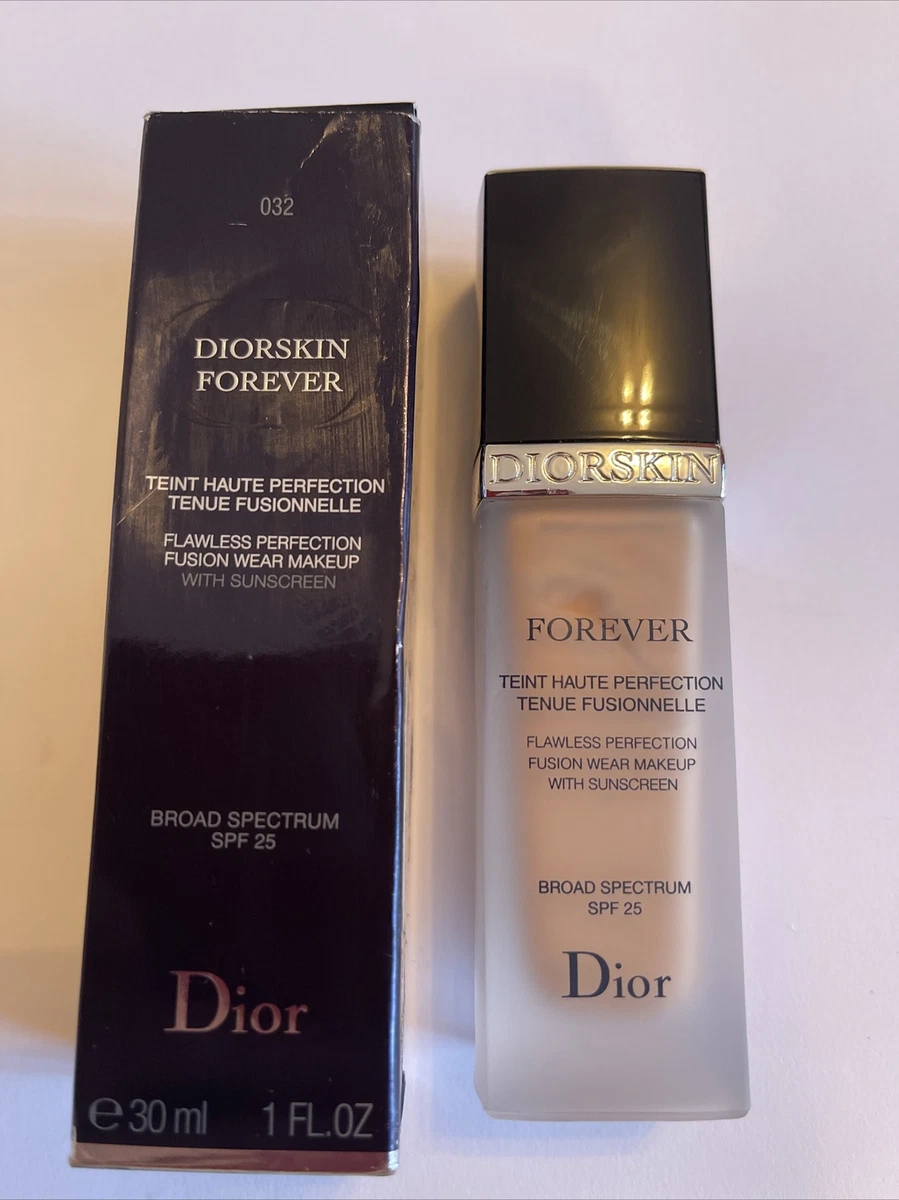 032
DIORSKIN
FOREVER
TEINT HAUTE PERFECTION
TENUE FUSIONNELLE
FLAWLESS PERFECTION
FUSION WEAR MAKEUP
WITH SUNSCREEN
BROAD SPECTRUM
SPF 25
Dior
℮ 30 ml 1 FL.OZ
DIORSKIN
FOREVER
TEINT HAUTE PERFECTION
TENUE FUSIONNELLE
FLAWLESS PERFECTION
FUSION WEAR MAKEUP
WITH SUNSCREEN
BROAD SPECTRUM
SPF 25
Dior